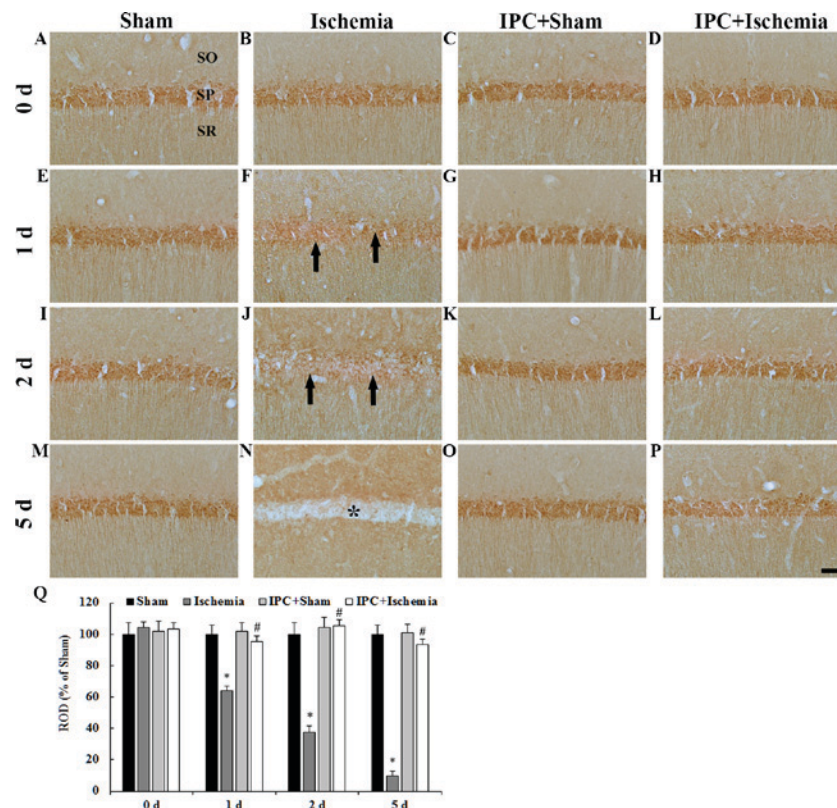 Sham Ischemia IPC+Sham IPC+Ischemia
0 d
A B C D
SO
SP
SR
1 d
E F G H
2 d
I J K L
5 d
M N O P
*
Q
Sham Ischemia IPC+Sham IPC+Ischemia
ROD (% of Sham)
120
100
80
60
40
20
0
* #
* #
* #
0 d 1 d 2 d 5 d